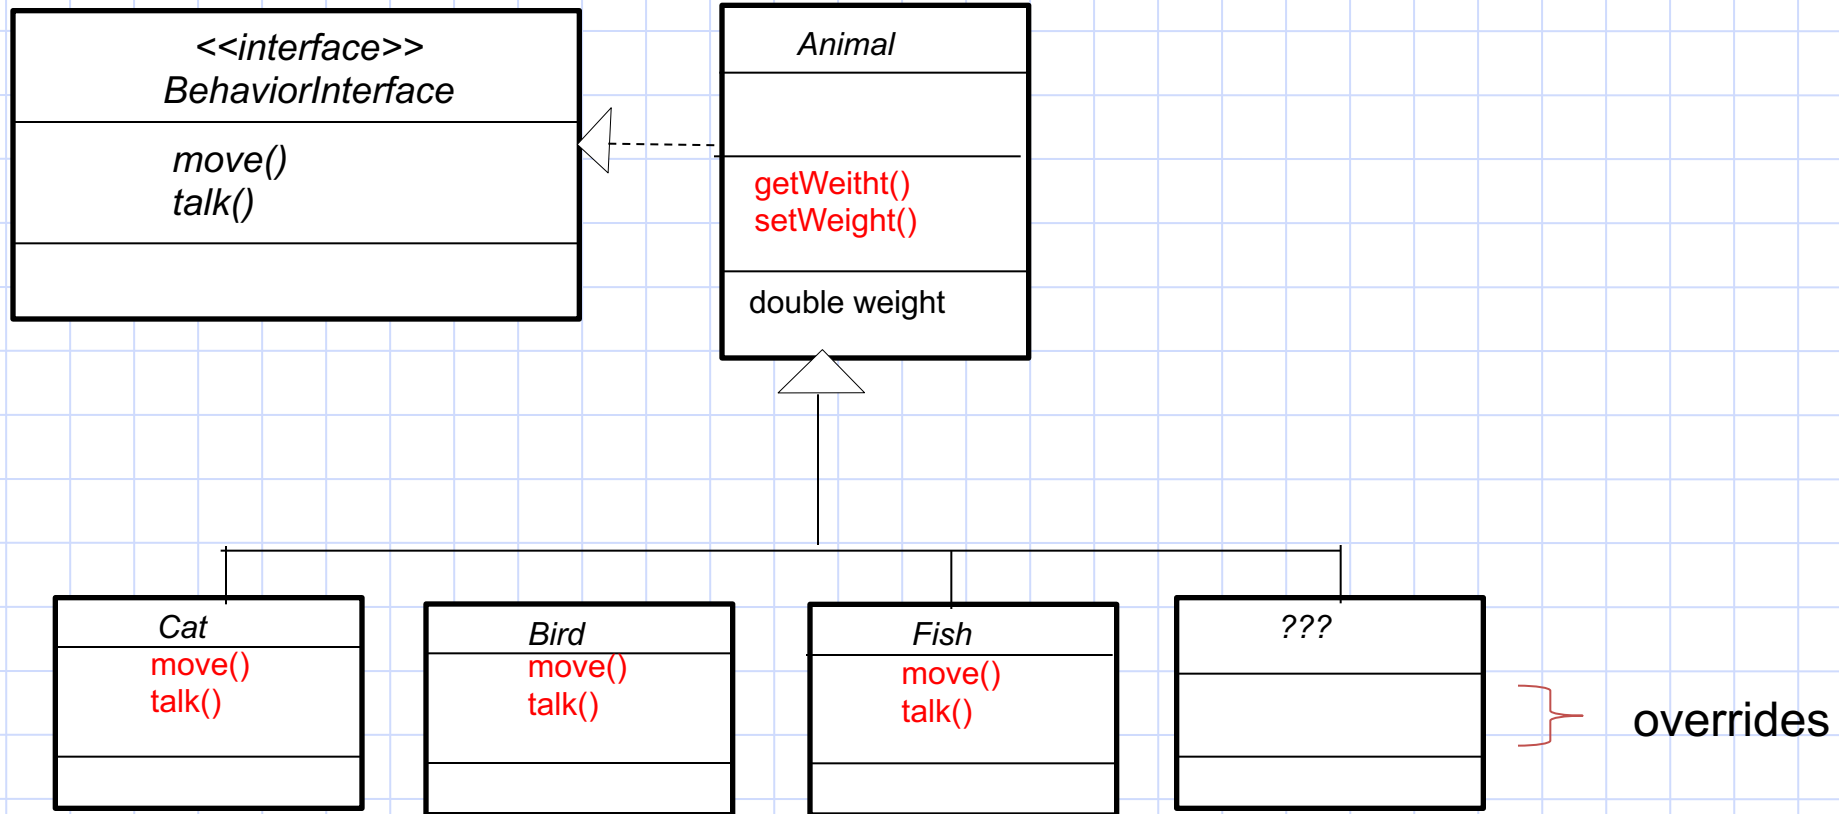 <<interface>>
BehaviorInterface
move()
talk()
Animal
getWeitht()
setWeight()
double weight
Cat
move()
talk()
Bird
move()
talk()
Fish
move()
talk()
???
overrides